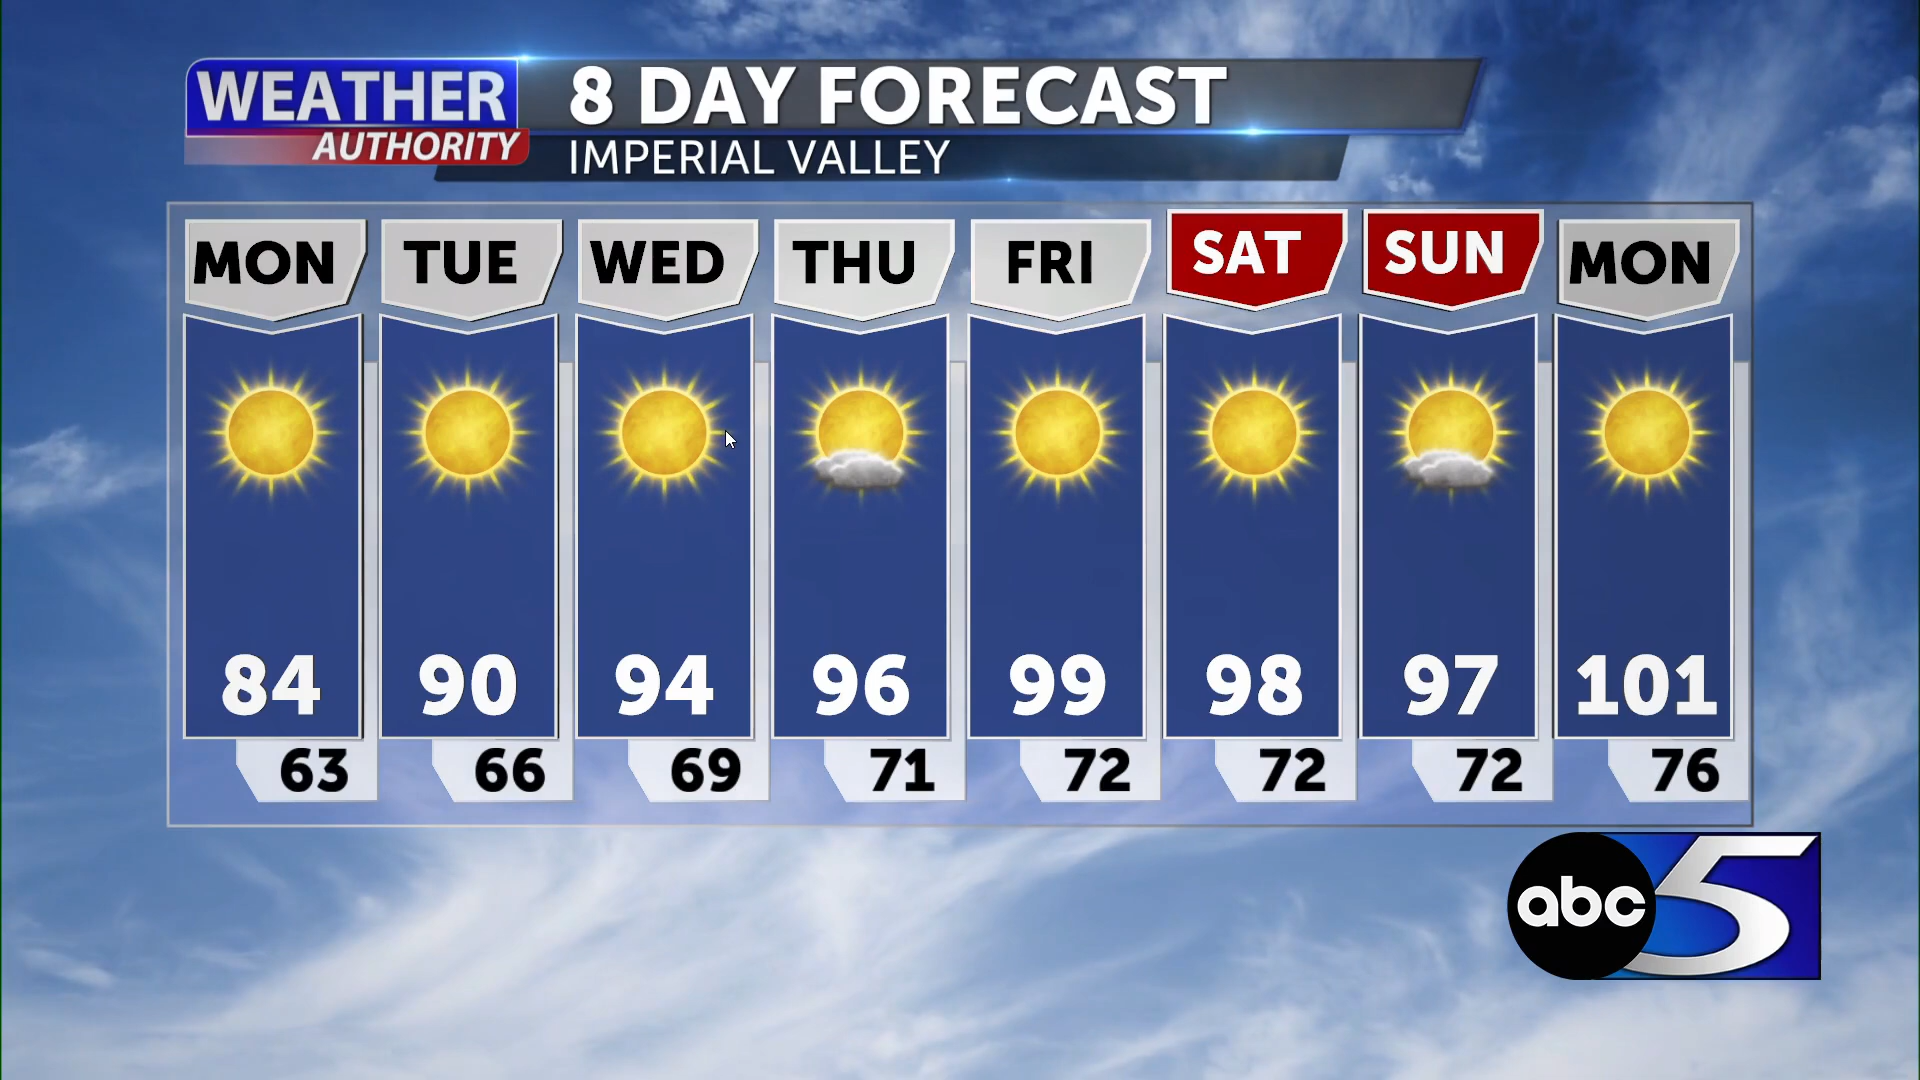 WEATHER
AUTHORITY
8 DAY FORECAST
IMPERIAL VALLEY
MON TUE WED THU FRI SAT SUN MON
84 90 94 96 99 98 97 101
63 66 69 71 72 72 72 76
abc 5